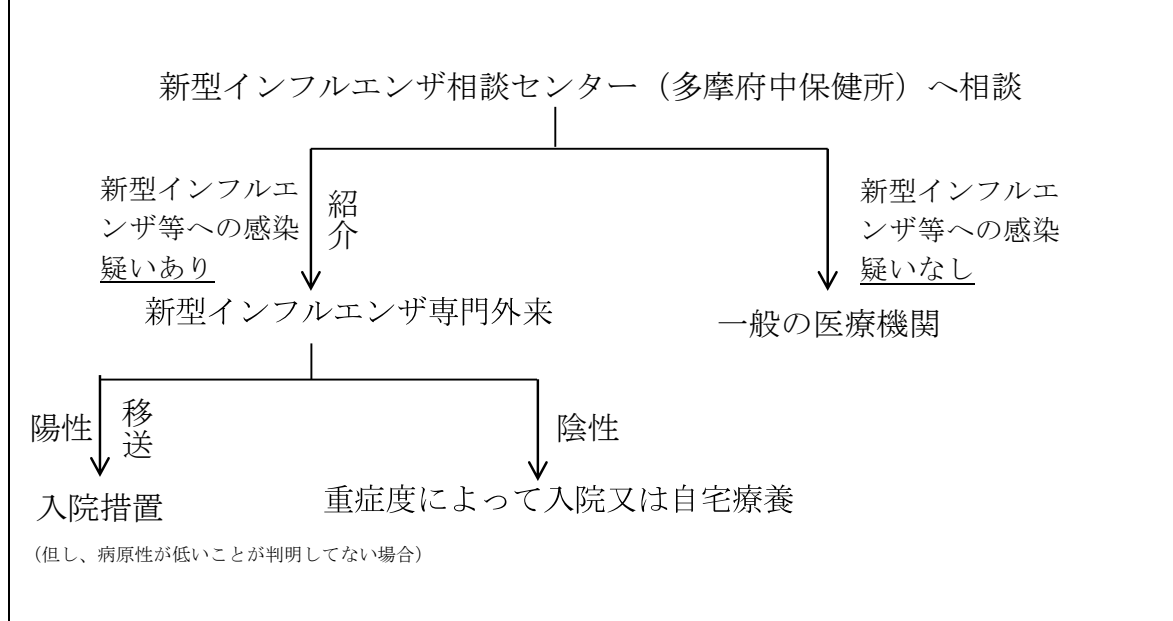 新型インフルエンザ相談センター（多摩府中保健所）へ相談
新型インフルエ
ンザ等への感染
疑いあり
紹介
新型インフルエ
ンザ等への感染
疑いなし
新型インフルエンザ専門外来
一般の医療機関
陽性
移送
陰性
入院措置
（但し、病原性が低いことが判明してない場合）
重症度によって入院又は自宅療養